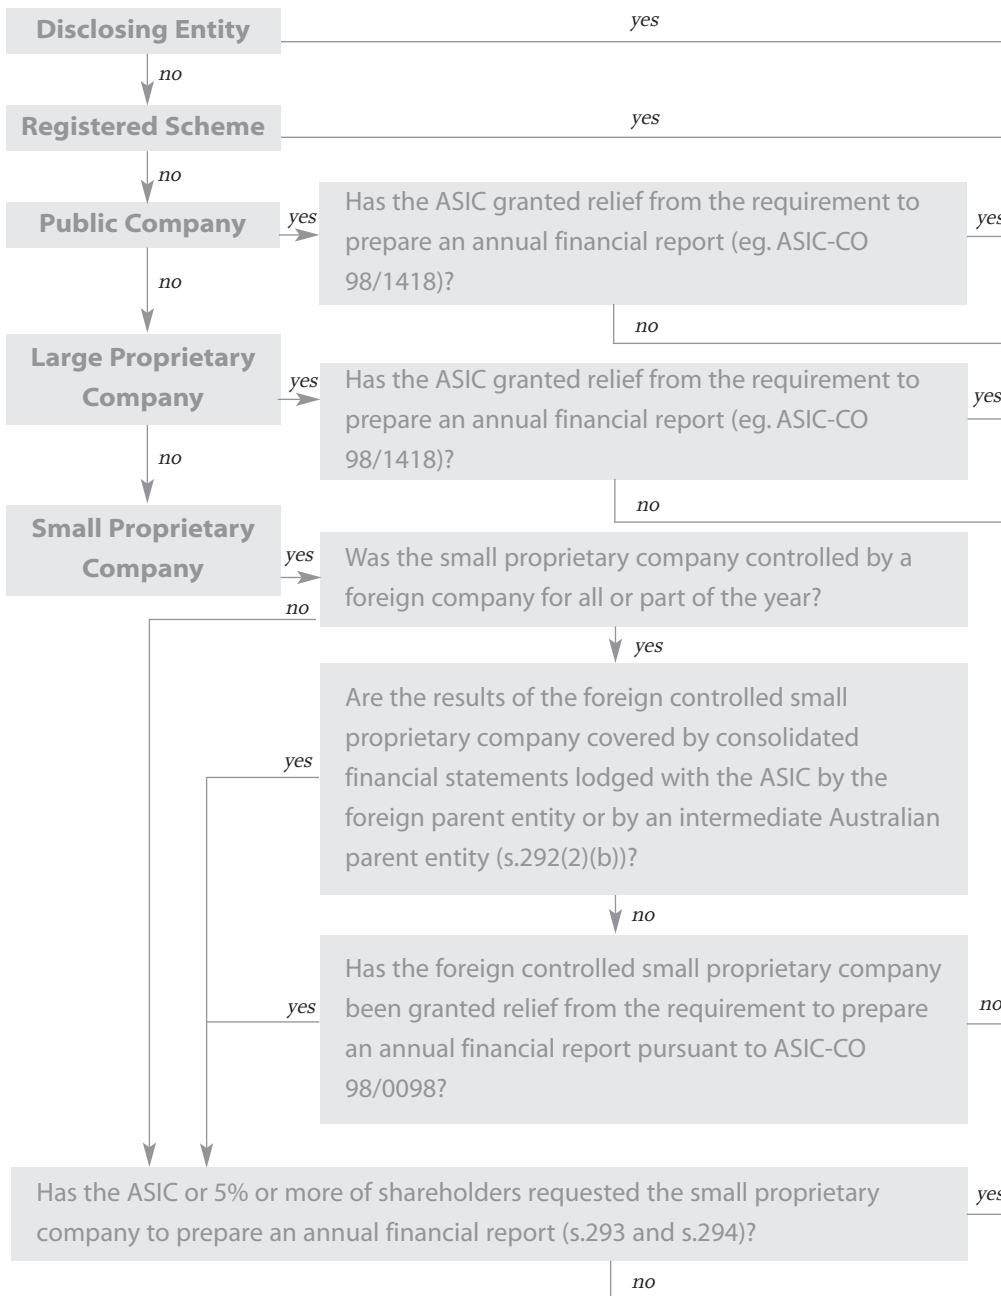 Disclosing Entity
yes
no
Registered Scheme
yes
no
Public Company
yes
Has the ASIC granted relief from the requirement to
prepare an annual financial report (eg. ASIC-CO
98/1418)?
yes
no
no
Large Proprietary
Company
yes
Has the ASIC granted relief from the requirement to
prepare an annual financial report (eg. ASIC-CO
98/1418)?
yes
no
no
Small Proprietary
Company
yes
Was the small proprietary company controlled by a
foreign company for all or part of the year?
no
yes
Are the results of the foreign controlled small
proprietary company covered by consolidated
financial statements lodged with the ASIC by the
foreign parent entity or by an intermediate Australian
parent entity (s.292(2)(b))?
yes
no
Has the foreign controlled small proprietary company
been granted relief from the requirement to prepare
an annual financial report pursuant to ASIC-CO
98/0098?
yes
no
Has the ASIC or 5% or more of shareholders requested the small proprietary
company to prepare an annual financial report (s.293 and s.294)?
yes
no